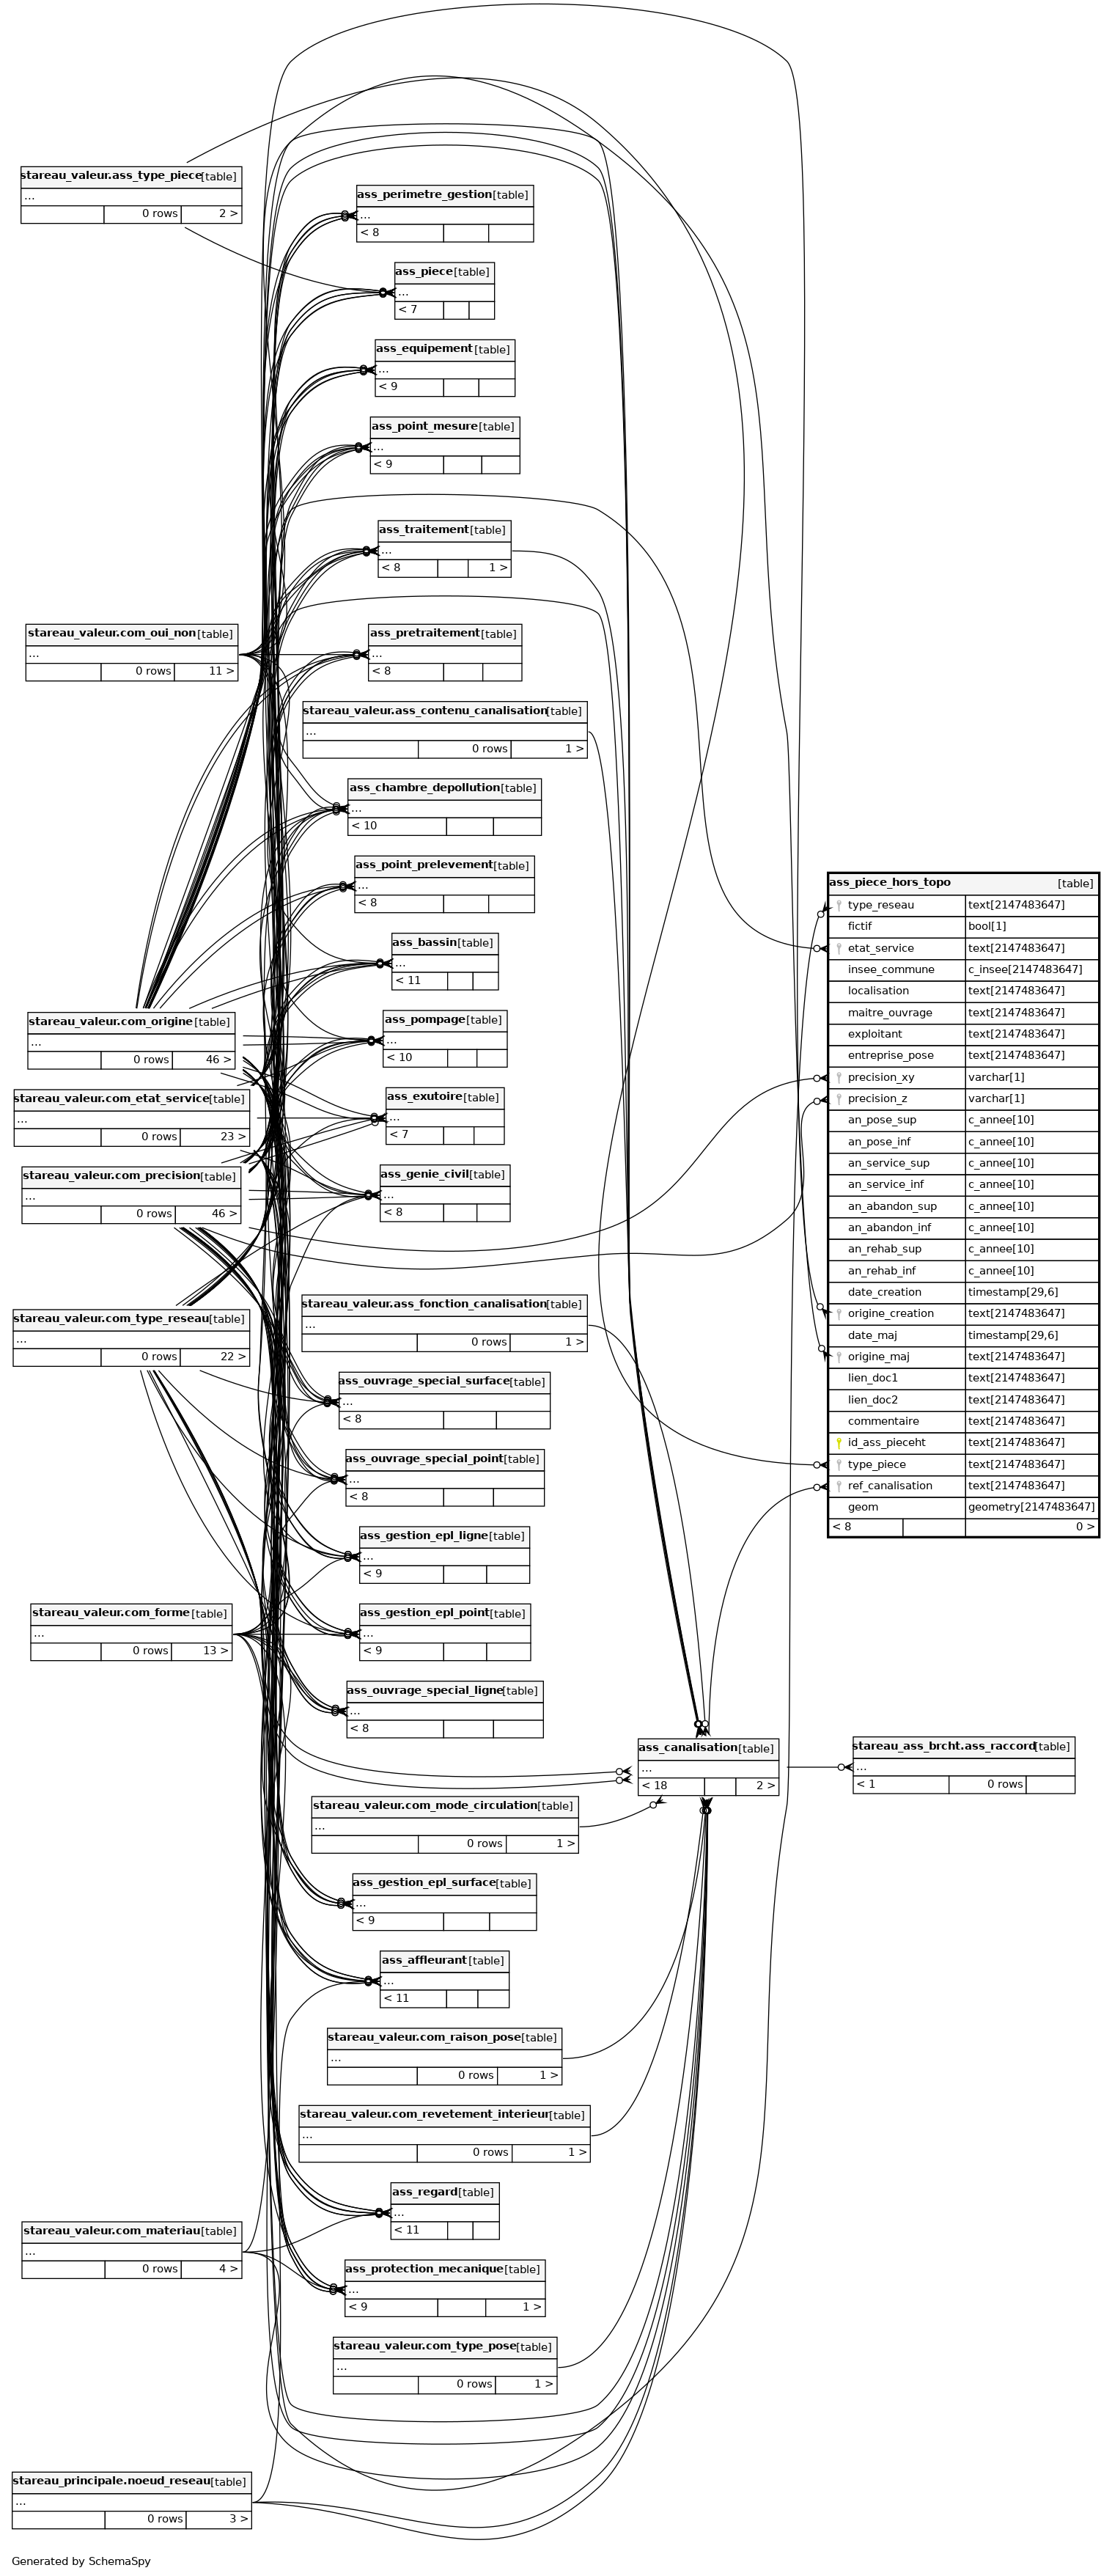 stareau_valeur.ass_type_piece [table]
...
0 rows 2 >
ass_perimetre_gestion [table]
...
< 8
ass_piece [table]
...
< 7
ass_equipement [table]
...
< 9
ass_point_mesure [table]
...
< 9
ass_traitement [table]
...
< 8 1 >
stareau_valeur.com_oui_non [table]
...
0 rows 11 >
ass_pretraitement [table]
...
< 8
stareau_valeur.ass_contenu_canalisation [table]
...
0 rows 1 >
ass_chambre_depollution [table]
...
< 10
ass_point_prelevement [table]
...
< 8
ass_bassin [table]
...
< 11
stareau_valeur.com_origine [table]
...
0 rows 46 >
ass_pompage [table]
...
< 10
stareau_valeur.com_etat_service [table]
...
0 rows 23 >
ass_exutoire [table]
...
< 7
stareau_valeur.com_precision [table]
...
0 rows 46 >
ass_genie_civil [table]
...
< 8
stareau_valeur.com_type_reseau [table]
...
0 rows 22 >
stareau_valeur.ass_fonction_canalisation [table]
...
0 rows 1 >
ass_ouvrage_special_surface [table]
...
< 8
ass_ouvrage_special_point [table]
...
< 8
ass_gestion_epl_ligne [table]
...
< 9
stareau_valeur.com_forme [table]
...
0 rows 13 >
ass_gestion_epl_point [table]
...
< 9
ass_ouvrage_special_ligne [table]
...
< 8
stareau_valeur.com_mode_circulation [table]
...
0 rows 1 >
ass_gestion_epl_surface [table]
...
< 9
ass_affleurant [table]
...
< 11
stareau_valeur.com_raison_pose [table]
...
0 rows 1 >
stareau_valeur.com_revetement_interieur [table]
...
0 rows 1 >
ass_regard [table]
...
< 11
stareau_valeur.com_materiau [table]
...
0 rows 4 >
ass_protection_mecanique [table]
...
< 9 1 >
stareau_valeur.com_type_pose [table]
...
0 rows 1 >
stareau_principale.noeud_reseau [table]
...
0 rows 3 >
ass_canalisation [table]
...
< 18 2 >
ass_piece_hors_topo [table]
type_reseau text[2147483647]
fictif bool[1]
etat_service text[2147483647]
insee_commune c_insee[2147483647]
localisation text[2147483647]
maitre_ouvrage text[2147483647]
exploitant text[2147483647]
entreprise_pose text[2147483647]
precision_xy varchar[1]
precision_z varchar[1]
an_pose_sup c_annee[10]
an_pose_inf c_annee[10]
an_service_sup c_annee[10]
an_service_inf c_annee[10]
an_abandon_sup c_annee[10]
an_abandon_inf c_annee[10]
an_rehab_sup c_annee[10]
an_rehab_inf c_annee[10]
date_creation timestamp[29,6]
origine_creation text[2147483647]
date_maj timestamp[29,6]
origine_maj text[2147483647]
lien_doc1 text[2147483647]
lien_doc2 text[2147483647]
commentaire text[2147483647]
id_ass_pieceht text[2147483647]
type_piece text[2147483647]
ref_canalisation text[2147483647]
geom geometry[2147483647]
< 8 0 >
stareau_ass_brcht.ass_raccord [table]
...
< 1 0 rows
Generated by SchemaSpy